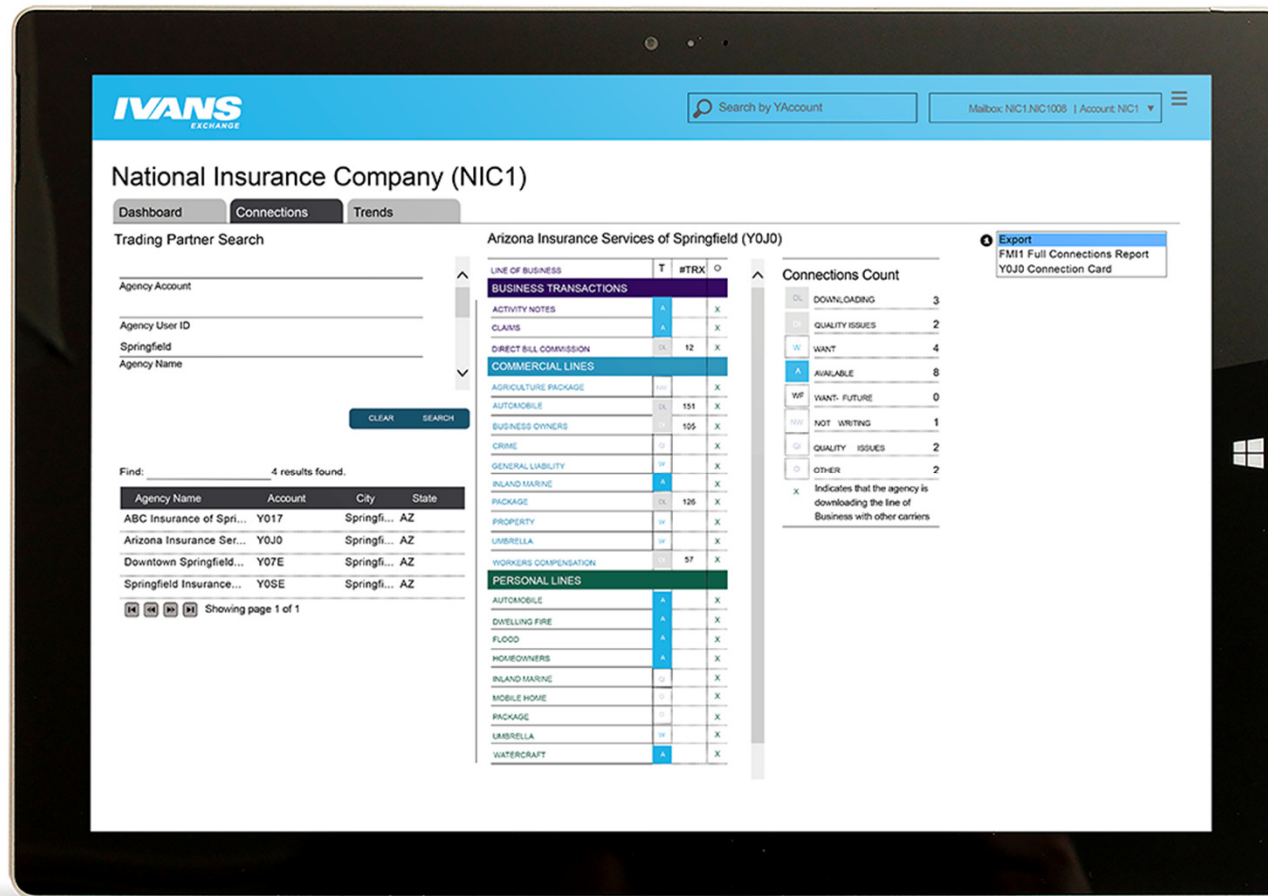 IVANS
EXCHANGE
Search by YAccount
Mailbox: NIC1.NIC1008 | Account: NIC1 ▼
National Insurance Company (NIC1)
Dashboard Connections Trends
Trading Partner Search
Agency Account
Agency User ID
Springfield
Agency Name
CLEAR SEARCH
Find: 4 results found.
Agency Name Account City State
ABC Insurance of Spri... Y017 Springfi... AZ
Arizona Insurance Ser... Y0J0 Springfi... AZ
Downtown Springfield... Y07E Springfi... AZ
Springfield Insurance... Y0SE Springfi... AZ
Showing page 1 of 1
Arizona Insurance Services of Springfield (Y0J0)
LINE OF BUSINESS T #TRX O
BUSINESS TRANSACTIONS
ACTIVITY NOTES A X
CLAIMS A X
DIRECT BILL COMMISSION DL 12 X
COMMERCIAL LINES
AGRICULTURE PACKAGE NW X
AUTOMOBILE DL 151 X
BUSINESS OWNERS DI 105 X
CRIME QI X
GENERAL LIABILITY W X
INLAND MARINE A X
PACKAGE DL 126 X
PROPERTY W X
UMBRELLA W X
WORKERS COMPENSATION DI 57 X
PERSONAL LINES
AUTOMOBILE A X
DWELLING FIRE A X
FLOOD A X
HOMEOWNERS A X
INLAND MARINE QI X
MOBILE HOME O X
PACKAGE O X
UMBRELLA W X
WATERCRAFT A X
Connections Count
DL DOWNLOADING 3
DI QUALITY ISSUES 2
W WANT 4
A AVAILABLE 8
WF WANT- FUTURE 0
NW NOT WRITING 1
QI QUALITY ISSUES 2
O OTHER 2
X Indicates that the agency is
downloading the line of
Business with other carriers
Export
FMI1 Full Connections Report
Y0J0 Connection Card